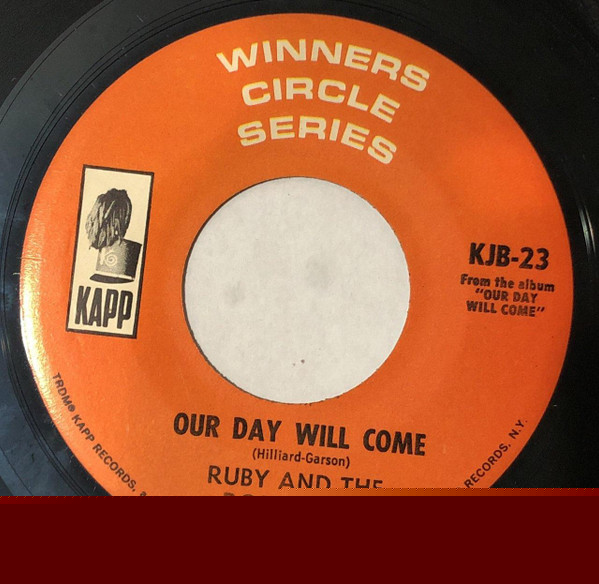 WINNERS
CIRCLE
SERIES
KAPP
KJB-23
From the album
"OUR DAY
WILL COME"
OUR DAY WILL COME
(Hilliard-Garson)
RUBY AND THE
TRDM® KAPP RECORDS,
RECORDS, N.Y.